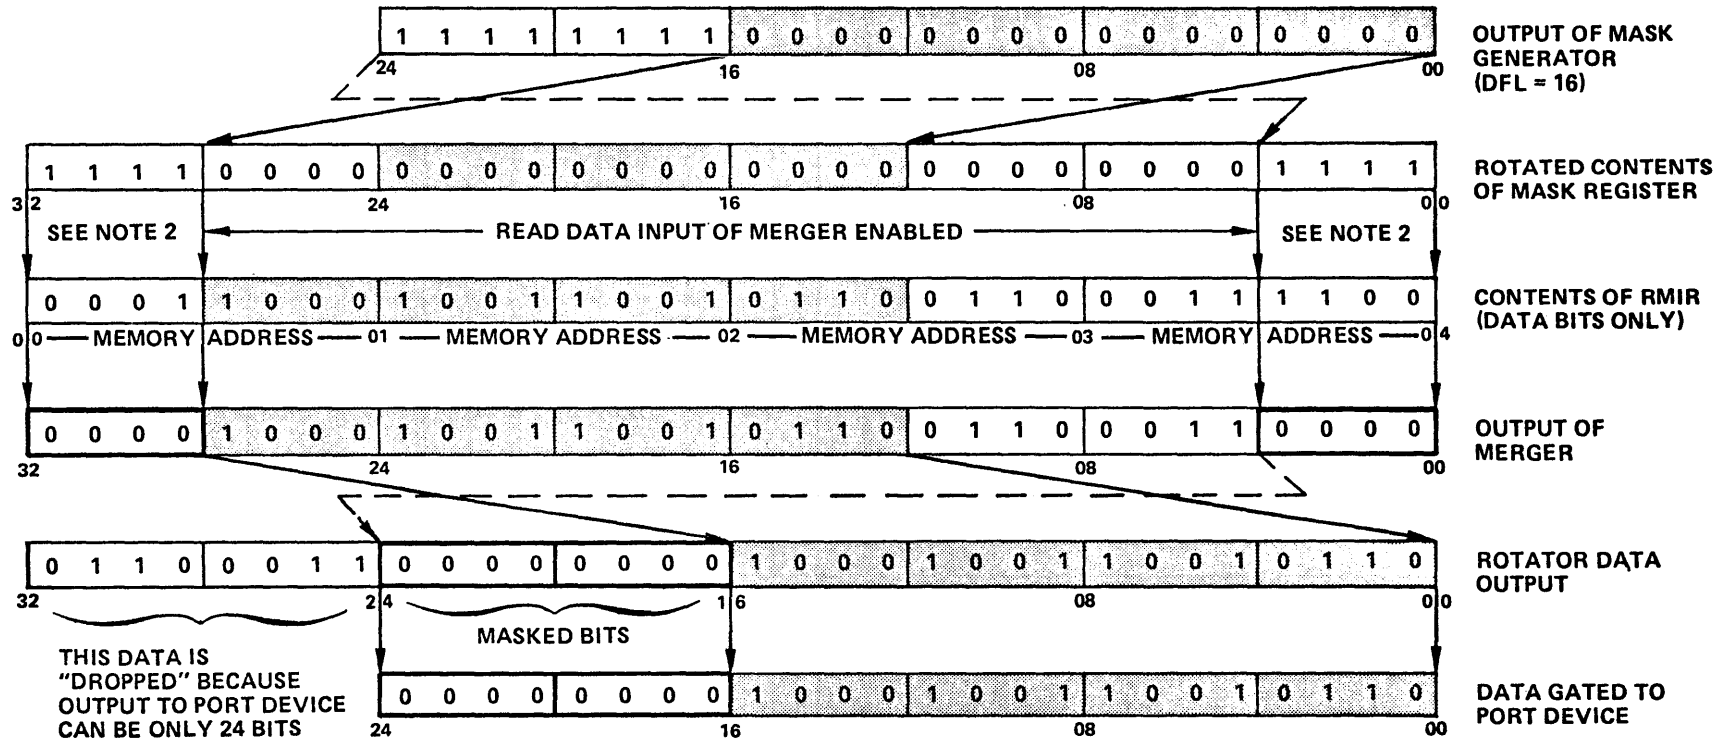 1 1 1 1 1 1 1 1 0 0 0 0 0 0 0 0 0 0 0 0 0 0 0 0
OUTPUT OF MASK
GENERATOR
(DFL = 16)
24 16 08 00
1 1 1 1 0 0 0 0 0 0 0 0 0 0 0 0 0 0 0 0 0 0 0 0 0 0 0 0 1 1 1 1
ROTATED CONTENTS
OF MASK REGISTER
32 24 16 08 00
SEE NOTE 2 READ DATA INPUT OF MERGER ENABLED SEE NOTE 2
0 0 0 1 1 0 0 0 1 0 0 1 1 0 0 1 0 1 1 0 0 1 1 0 0 0 1 1 1 1 0 0
CONTENTS OF RMIR
(DATA BITS ONLY)
00 MEMORY ADDRESS 01 MEMORY ADDRESS 02 MEMORY ADDRESS 03 MEMORY ADDRESS 04
0 0 0 0 1 0 0 0 1 0 0 1 1 0 0 1 0 1 1 0 0 1 1 0 0 0 1 1 0 0 0 0
OUTPUT OF
MERGER
32 24 16 08 00
0 1 1 0 0 0 1 1 0 0 0 0 0 0 0 0 1 0 0 0 1 0 0 1 1 0 0 1 0 1 1 0
ROTATOR DATA
OUTPUT
32 24 16 08 00
MASKED BITS
THIS DATA IS
"DROPPED" BECAUSE
OUTPUT TO PORT DEVICE
CAN BE ONLY 24 BITS
0 0 0 0 0 0 0 0 1 0 0 0 1 0 0 1 1 0 0 1 0 1 1 0
DATA GATED TO
PORT DEVICE
24 16 08 00